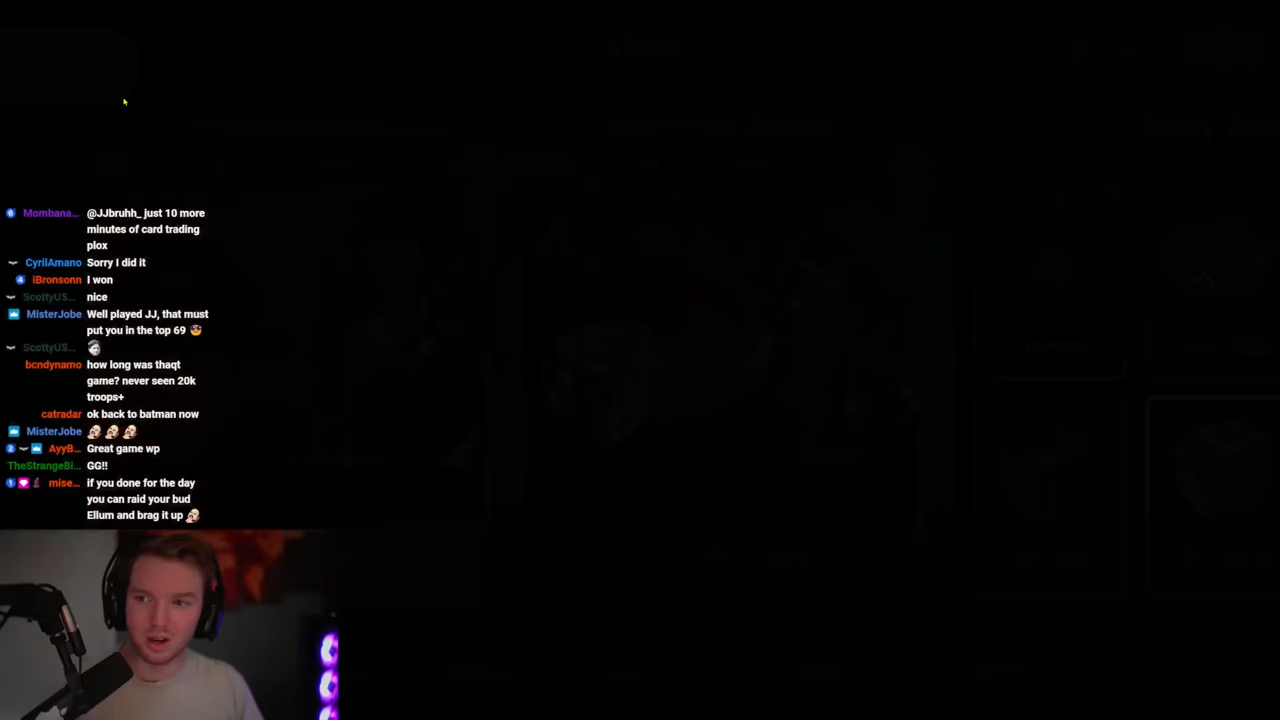 Mombana... @JJbruhh_ just 10 more
minutes of card trading
plox
CyrilAmano Sorry I did it
4 iBronsonn I won
ScottyUS... nice
MisterJobe Well played JJ, that must
put you in the top 69
ScottyUS...
bcndynamo how long was thaqt
game? never seen 20k
troops+
catradar ok back to batman now
MisterJobe
2 AyyB... Great game wp
TheStrangeBi... GG!!
1 mise... if you done for the day
you can raid your bud
Ellum and brag it up